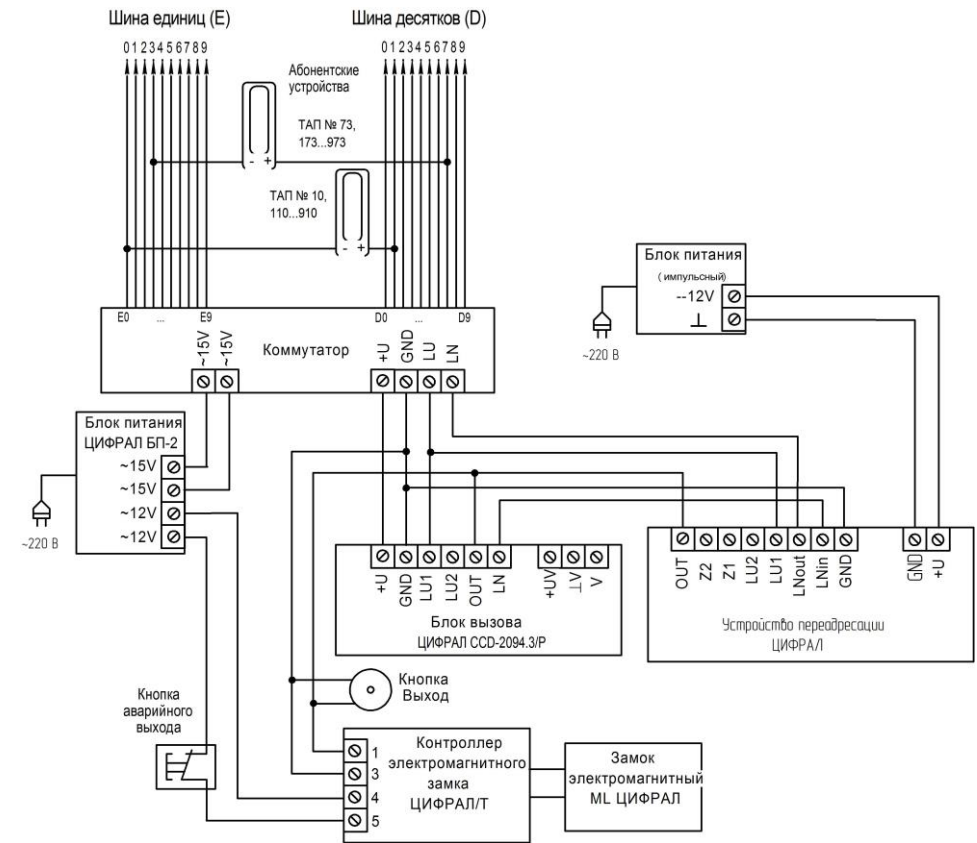 Шина единиц (E)
Шина десятков (D)
0123456789
0123456789
Абонентские
устройства
ТАП № 73,
173...973
- +
ТАП № 10,
110...910
- +
E0 ... E9
D0 ... D9
~15V
~15V
Коммутатор
+U
GND
LU
LN
Блок питания
( импульсный)
--12V
⊥
~220 В
Блок питания
ЦИФРАЛ БП-2
~15V
~15V
~12V
~12V
~220 В
+U
GND
LU1
LU2
OUT
LN
+UV
⊥V
V
Блок вызова
ЦИФРАЛ CCD-2094.3/P
OUT
Z2
Z1
LU2
LU1
LNout
LNin
GND
GND
+U
Устройство переадресации
ЦИФРАЛ
Кнопка
Выход
Кнопка
аварийного
выхода
1
3
4
5
Контроллер
электромагнитного
замка
ЦИФРАЛ/Т
Замок
электромагнитный
ML ЦИФРАЛ